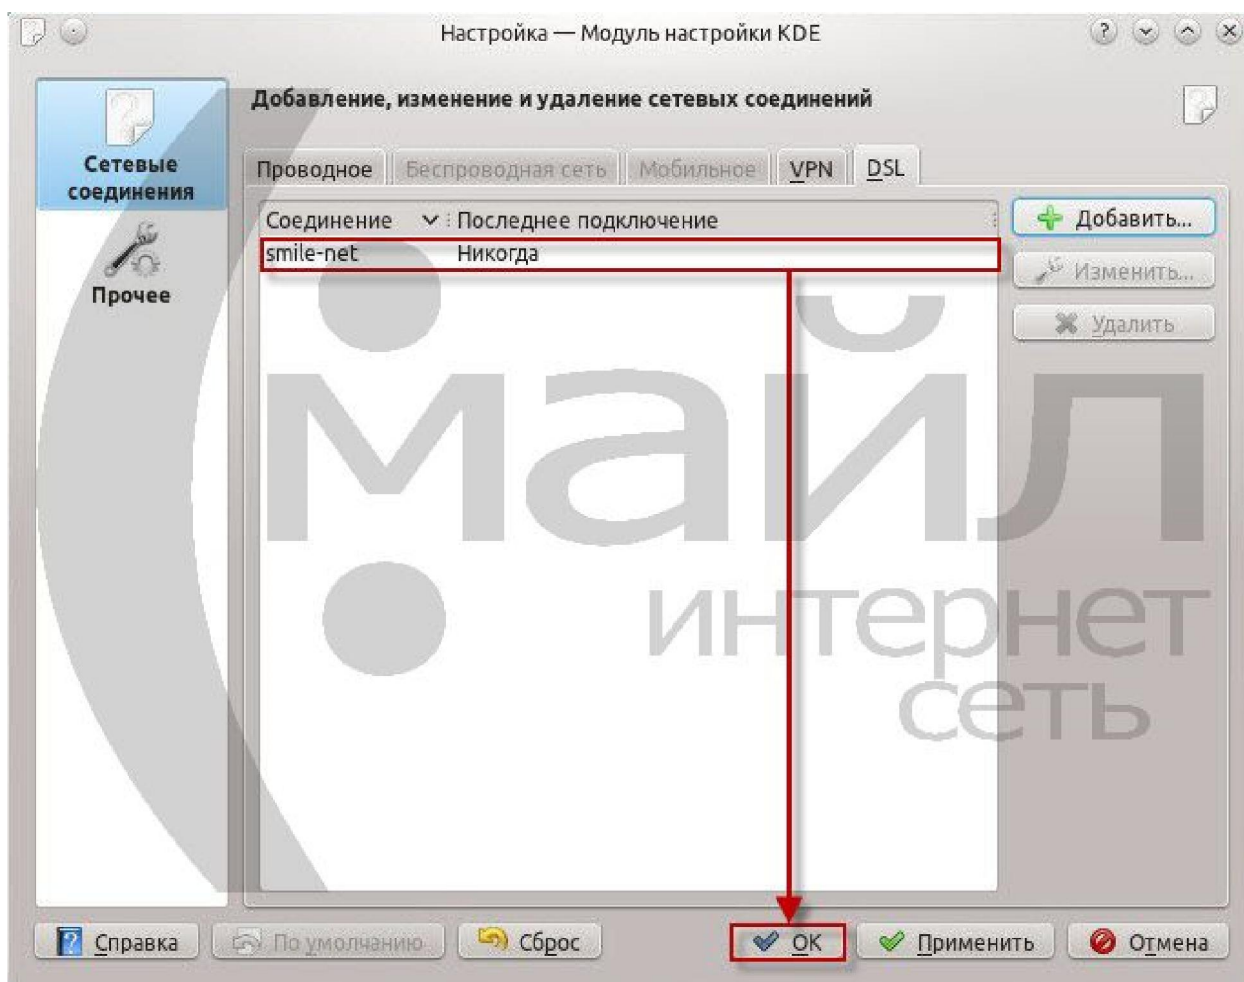 Настройка — Модуль настройки KDE
Добавление, изменение и удаление сетевых соединений
Сетевые
соединения
Прочее
Проводное Беспроводная сеть Мобильное VPN DSL
Соединение Последнее подключение
smile-net Никогда
Добавить...
Изменить...
Удалить
майл
интернет
сеть
Справка По умолчанию Сброс OK Применить Отмена